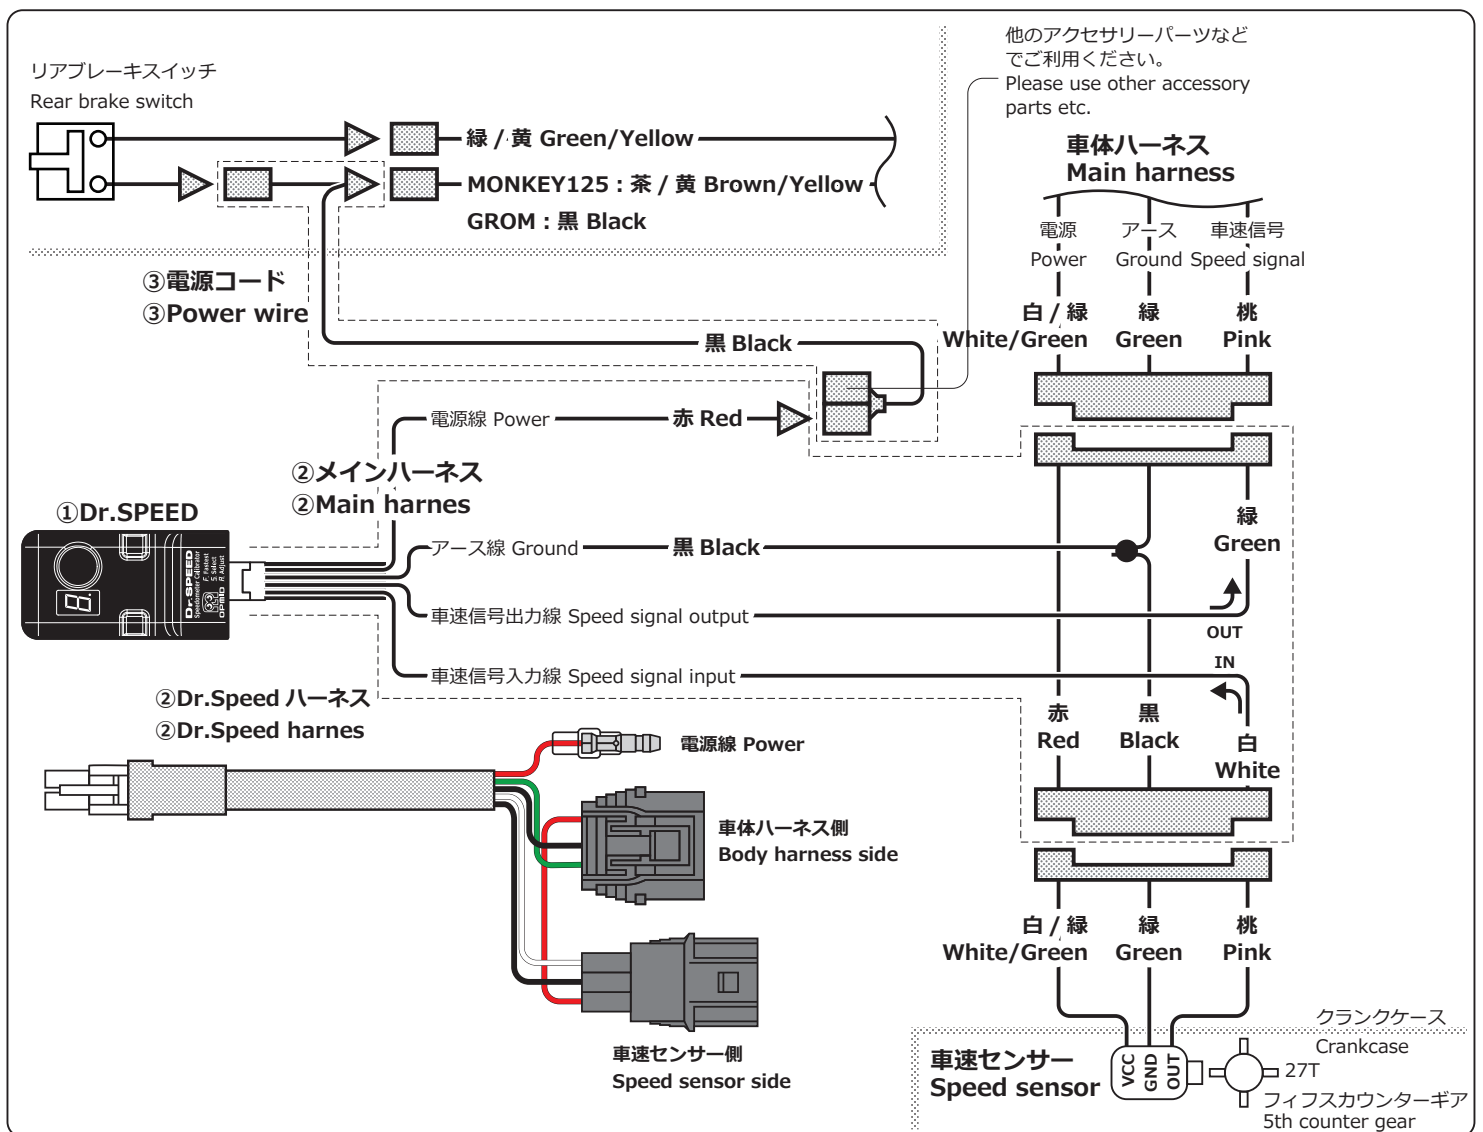 リアブレーキスイッチ
Rear brake switch
緑 / 黄 Green/Yellow
MONKEY125 : 茶 / 黄 Brown/Yellow
GROM : 黒 Black
他のアクセサリーパーツなど
でご利用ください。
Please use other accessory
parts etc.
車体ハーネス
Main harness
電源
Power
アース
Ground
車速信号
Speed signal
白 / 緑
White/Green
緑
Green
桃
Pink
③電源コード
③Power wire
黒 Black
電源線 Power
赤 Red
②メインハーネス
②Main harnes
①Dr.SPEED
Dr.SPEED
Speedometer Calibrator
F. Fastest
S. Select
R. Adjust
8.
アース線 Ground
黒 Black
車速信号出力線 Speed signal output
車速信号入力線 Speed signal input
緑
Green
OUT
IN
赤
Red
黒
Black
白
White
②Dr.Speed ハーネス
②Dr.Speed harnes
電源線 Power
車体ハーネス側
Body harness side
車速センサー側
Speed sensor side
白 / 緑
White/Green
緑
Green
桃
Pink
車速センサー
Speed sensor
VCC
GND
OUT
クランクケース
Crankcase
27T
フィフスカウンターギア
5th counter gear